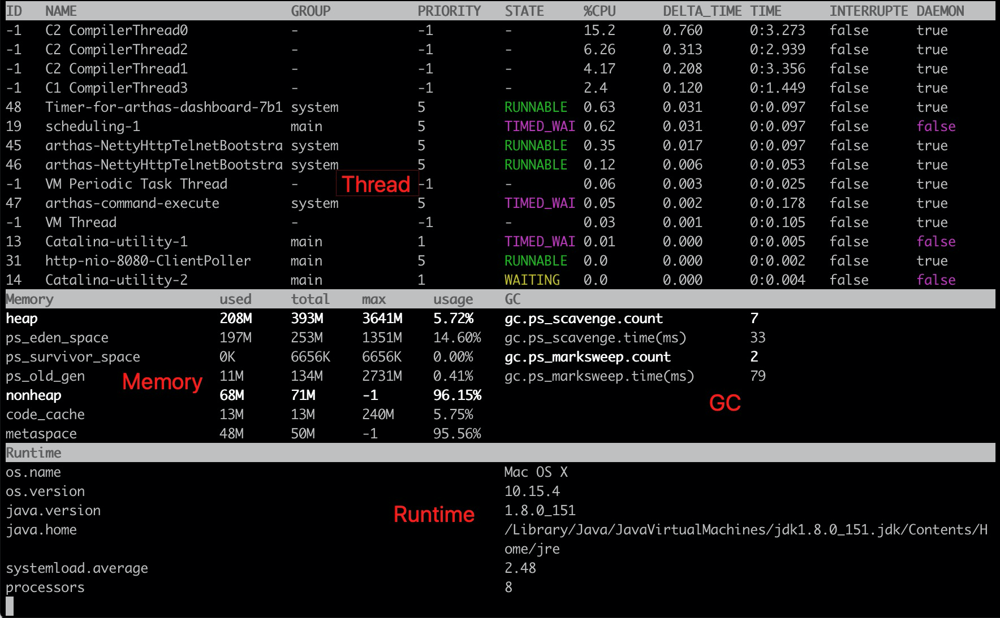 ID NAME GROUP PRIORITY STATE %CPU DELTA_TIME TIME INTERRUPTE DAEMON
-1 C2 CompilerThread0 - -1 - 15.2 0.760 0:3.273 false true
-1 C2 CompilerThread2 - -1 - 6.26 0.313 0:2.939 false true
-1 C2 CompilerThread1 - -1 - 4.17 0.208 0:3.356 false true
-1 C1 CompilerThread3 - -1 - 2.4 0.120 0:1.449 false true
48 Timer-for-arthas-dashboard-7b1 system 5 RUNNABLE 0.63 0.031 0:0.097 false true
19 scheduling-1 main 5 TIMED_WAI 0.62 0.031 0:0.097 false false
45 arthas-NettyHttpTelnetBootstra system 5 RUNNABLE 0.35 0.017 0:0.097 false true
46 arthas-NettyHttpTelnetBootstra system 5 RUNNABLE 0.12 0.006 0:0.053 false true
-1 VM Periodic Task Thread - -1 - 0.06 0.003 0:0.025 false true
Thread
47 arthas-command-execute system 5 TIMED_WAI 0.05 0.002 0:0.178 false true
-1 VM Thread - -1 - 0.03 0.001 0:0.105 false true
13 Catalina-utility-1 main 1 TIMED_WAI 0.01 0.000 0:0.005 false false
31 http-nio-8080-ClientPoller main 5 RUNNABLE 0.0 0.000 0:0.002 false true
14 Catalina-utility-2 main 1 WAITING 0.0 0.000 0:0.004 false false
Memory used total max usage GC
heap 208M 393M 3641M 5.72% gc.ps_scavenge.count 7
ps_eden_space 197M 253M 1351M 14.60% gc.ps_scavenge.time(ms) 33
ps_survivor_space 0K 6656K 6656K 0.00% gc.ps_marksweep.count 2
ps_old_gen 11M 134M 2731M 0.41% gc.ps_marksweep.time(ms) 79
Memory
nonheap 68M 71M -1 96.15%
GC
code_cache 13M 13M 240M 5.75%
metaspace 48M 50M -1 95.56%
Runtime
os.name Mac OS X
os.version 10.15.4
java.version 1.8.0_151
Runtime
java.home /Library/Java/JavaVirtualMachines/jdk1.8.0_151.jdk/Contents/H
ome/jre
systemload.average 2.48
processors 8